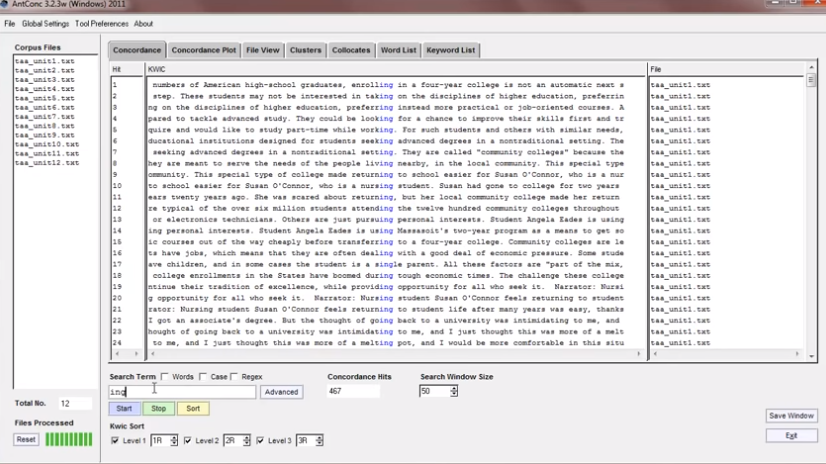 AntConc 3.2.3w (Windows) 2011
File Global Settings Tool Preferences About
Corpus Files
taa_unit1.txt
taa_unit2.txt
taa_unit3.txt
taa_unit4.txt
taa_unit5.txt
taa_unit6.txt
taa_unit7.txt
taa_unit8.txt
taa_unit9.txt
taa_unit10.txt
taa_unit11.txt
taa_unit12.txt
Total No. 12
Files Processed
Reset
Concordance Concordance Plot File View Clusters Collocates Word List Keyword List
Hit KWIC File
1 numbers of American high-school graduates, enrolling in a four-year college is not an automatic next s taa_unit1.txt
2 step. These students may not be interested in taking on the disciplines of higher education, preferrin taa_unit1.txt
3 ng on the disciplines of higher education, preferring instead more practical or job-oriented courses. A taa_unit1.txt
4 pared to tackle advanced study. They could be looking for a chance to improve their skills first and tr taa_unit1.txt
5 quire and would like to study part-time while working. For such students and others with similar needs, taa_unit1.txt
6 ducational institutions designed for students seeking advanced degrees in a nontraditional setting. The taa_unit1.txt
7 seeking advanced degrees in a nontraditional setting. They are called "community colleges" because the taa_unit1.txt
8 hey are meant to serve the needs of the people living nearby, in the local community. This special type taa_unit1.txt
9 ommunity. This special type of college made returning to school easier for Susan O'Connor, who is a nur taa_unit1.txt
10 to school easier for Susan O'Connor, who is a nursing student. Susan had gone to college for two years taa_unit1.txt
11 ears twenty years ago. She was scared about returning, but her local community college made her return taa_unit1.txt
12 re typical of the over six million students attending the twelve hundred community colleges throughout taa_unit1.txt
13 or electronics technicians. Others are just pursuing personal interests. Student Angela Eades is using taa_unit1.txt
14 ing personal interests. Student Angela Eades is using Massasoit's two-year program as a means to get so taa_unit1.txt
15 ic courses out of the way cheaply before transferring to a four-year college. Community colleges are le taa_unit1.txt
16 ts have jobs, which means that they are often dealing with a good deal of economic pressure. Some stude taa_unit1.txt
17 ave children, and in some cases the student is a single parent. All these factors are "part of the mix, taa_unit1.txt
18 college enrollments in the States have boomed during tough economic times. The challenge these college taa_unit1.txt
19 ntinue their tradition of excellence, while providing opportunity for all who seek it. Narrator: Nursi taa_unit1.txt
20 g opportunity for all who seek it. Narrator: Nursing student Susan O'Connor feels returning to student taa_unit1.txt
21 rator: Nursing student Susan O'Connor feels returning to student life after many years was easy, thanks taa_unit1.txt
22 I got an associate's degree. But the thought of going back to a university was intimidating to me, and taa_unit1.txt
23 hought of going back to a university was intimidating to me, and I just thought this was more of a melt taa_unit1.txt
24 to me, and I just thought this was more of a melting pot, and I would be more comfortable in this situ taa_unit1.txt
Search Term Words Case Regex Concordance Hits Search Window Size
ing Advanced 467 50
Start Stop Sort
Kwic Sort
Level 1 1R Level 2 2R Level 3 3R
Save Window
Exit